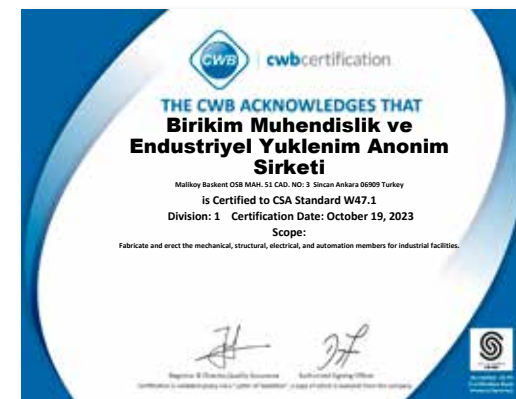 CWB
cwbcertification
THE CWB ACKNOWLEDGES THAT
Birikim Muhendislik ve
Endustriyel Yuklenim Anonim
Sirketi
Malikoy Baskent OSB MAH. 51 CAD. NO: 3 Sincan Ankara 06909 Turkey
is Certified to CSA Standard W47.1
Division: 1 Certification Date: October 19, 2023
Scope:
Fabricate and erect the mechanical, structural, electrical, and automation members for industrial facilities.